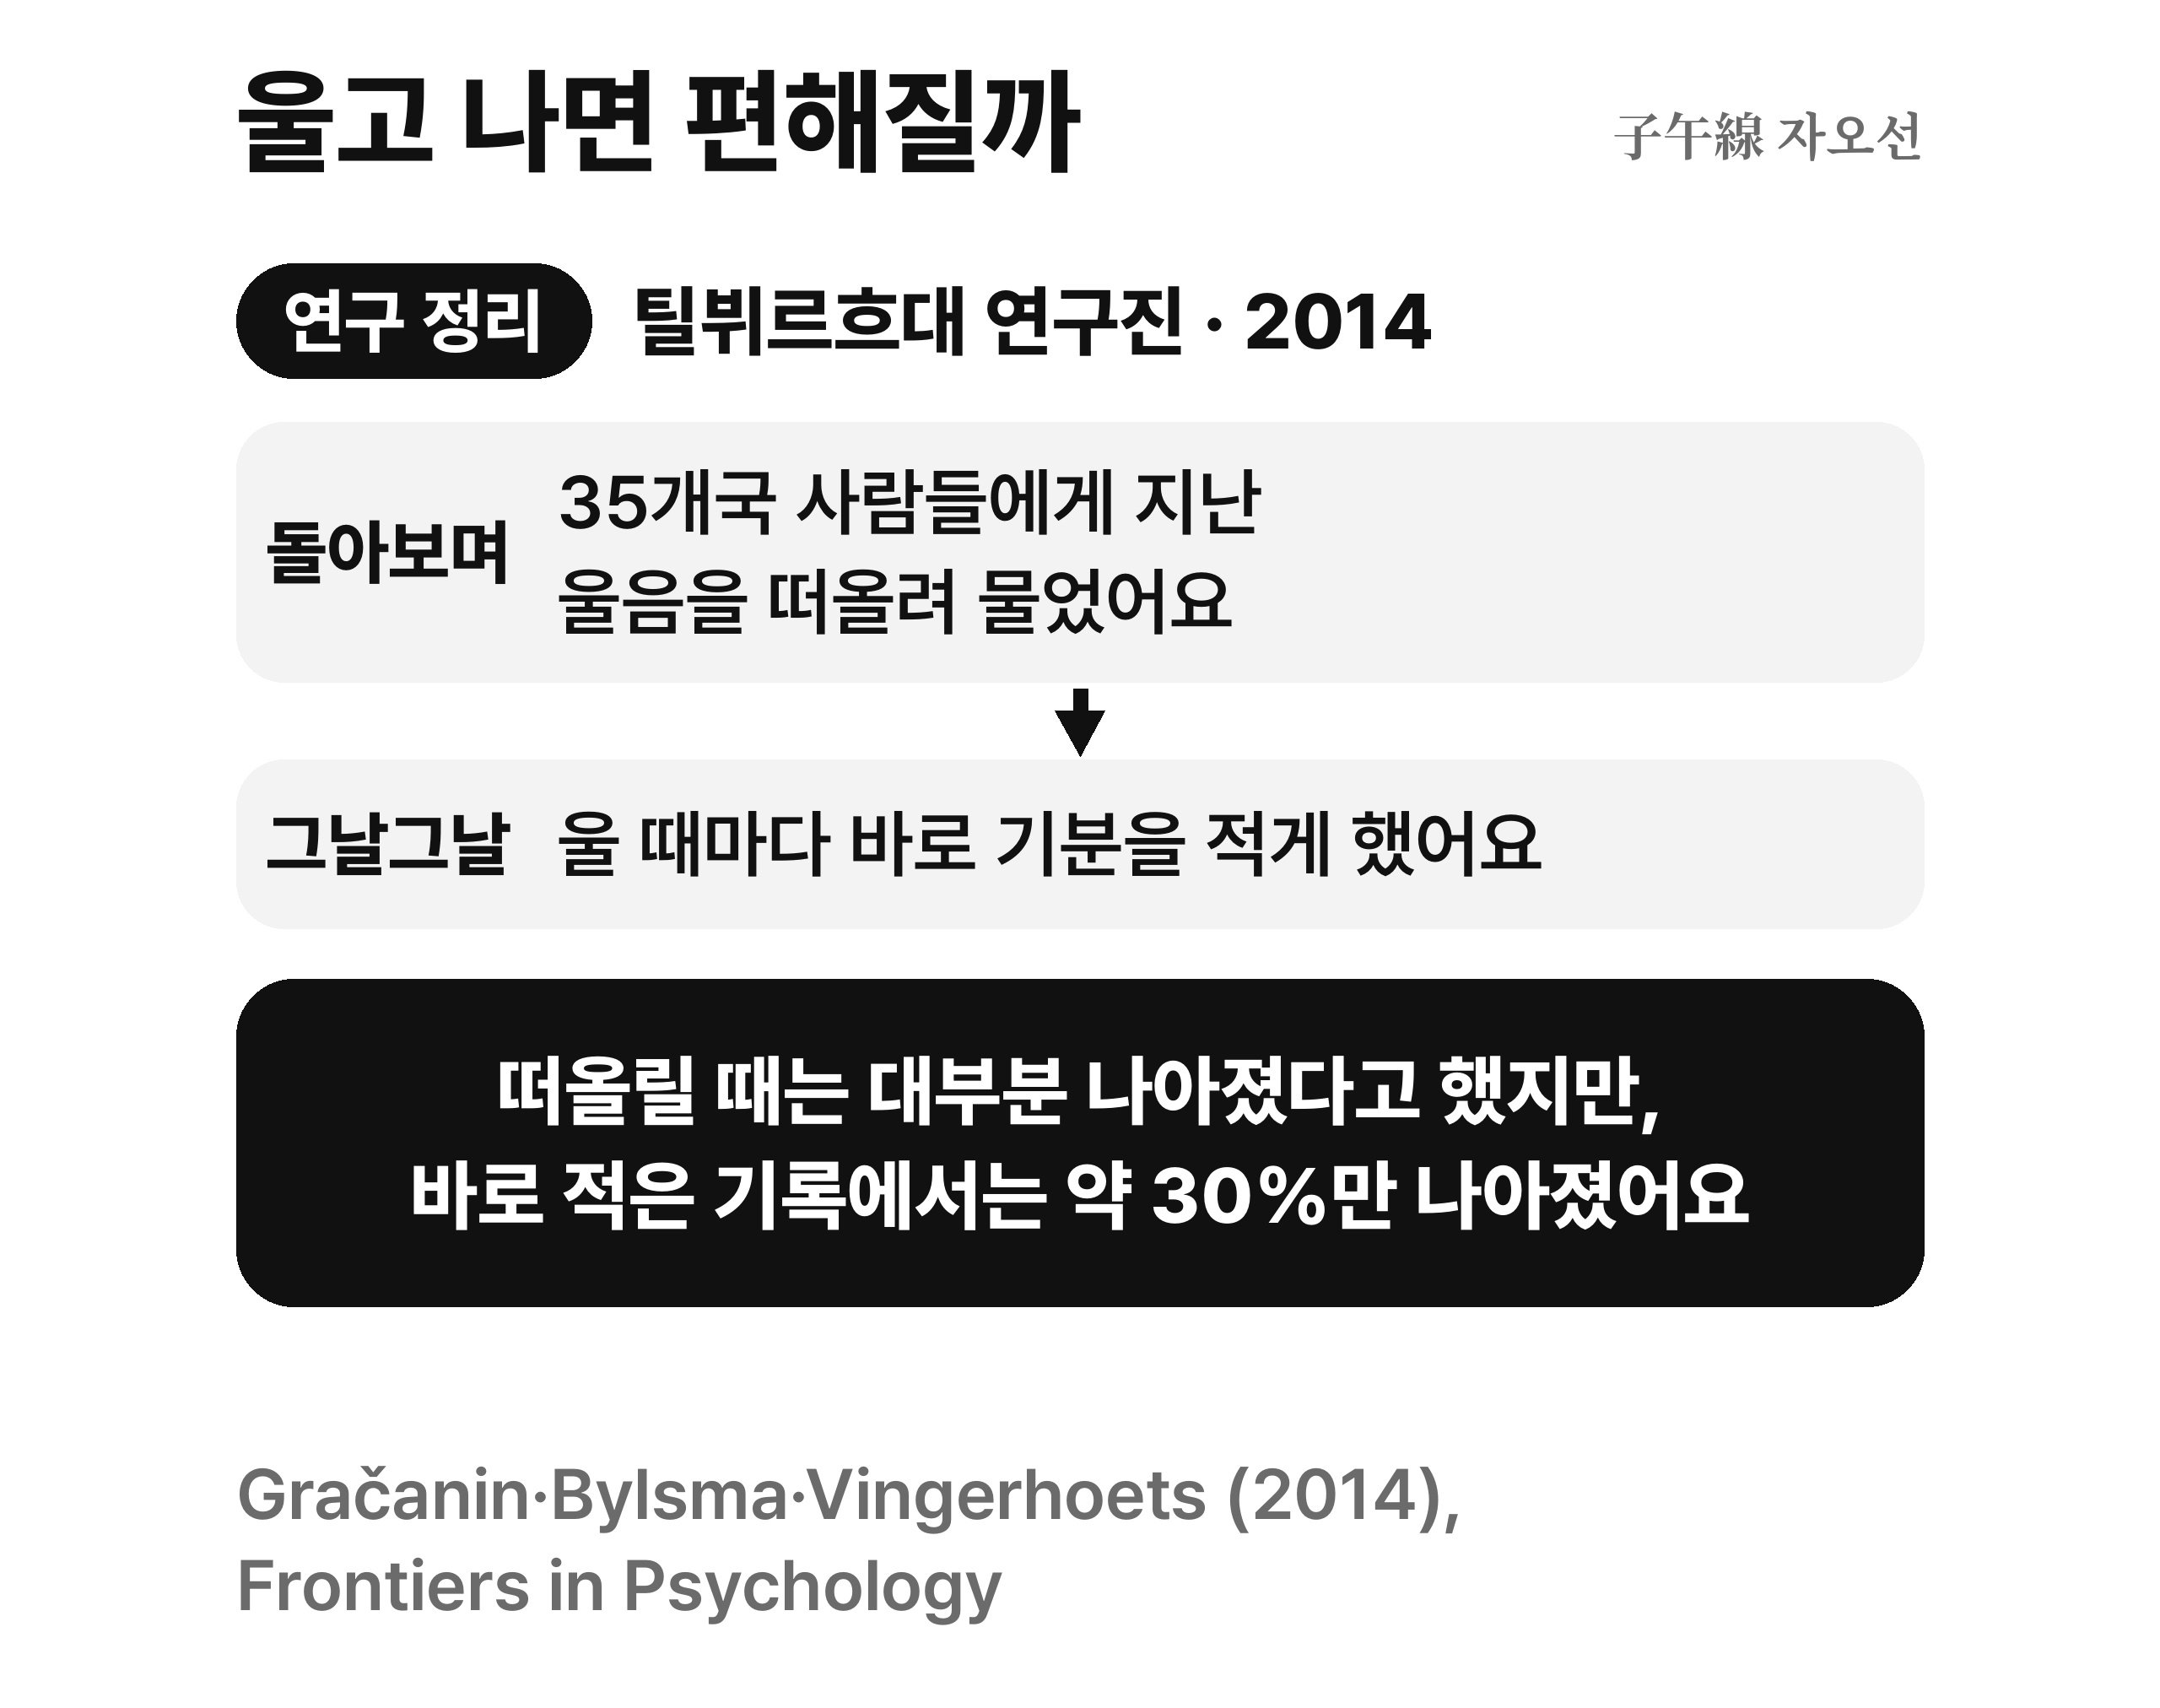 울고 나면 편해질까
子午線 자오선
연구 정의
틸뷔르흐대 연구진 · 2014
돌아보며
35개국 사람들에게 지난
울음을 떠올려 물었어요
그날그날
울 때마다 바로 기분을 적게 했어요
떠올릴 때는 대부분 나아졌다고 했지만,
바로 적은 기록에서는 약 30%만 나아졌어요
Gračanin·Bylsma·Vingerhoets (2014),
Frontiers in Psychology